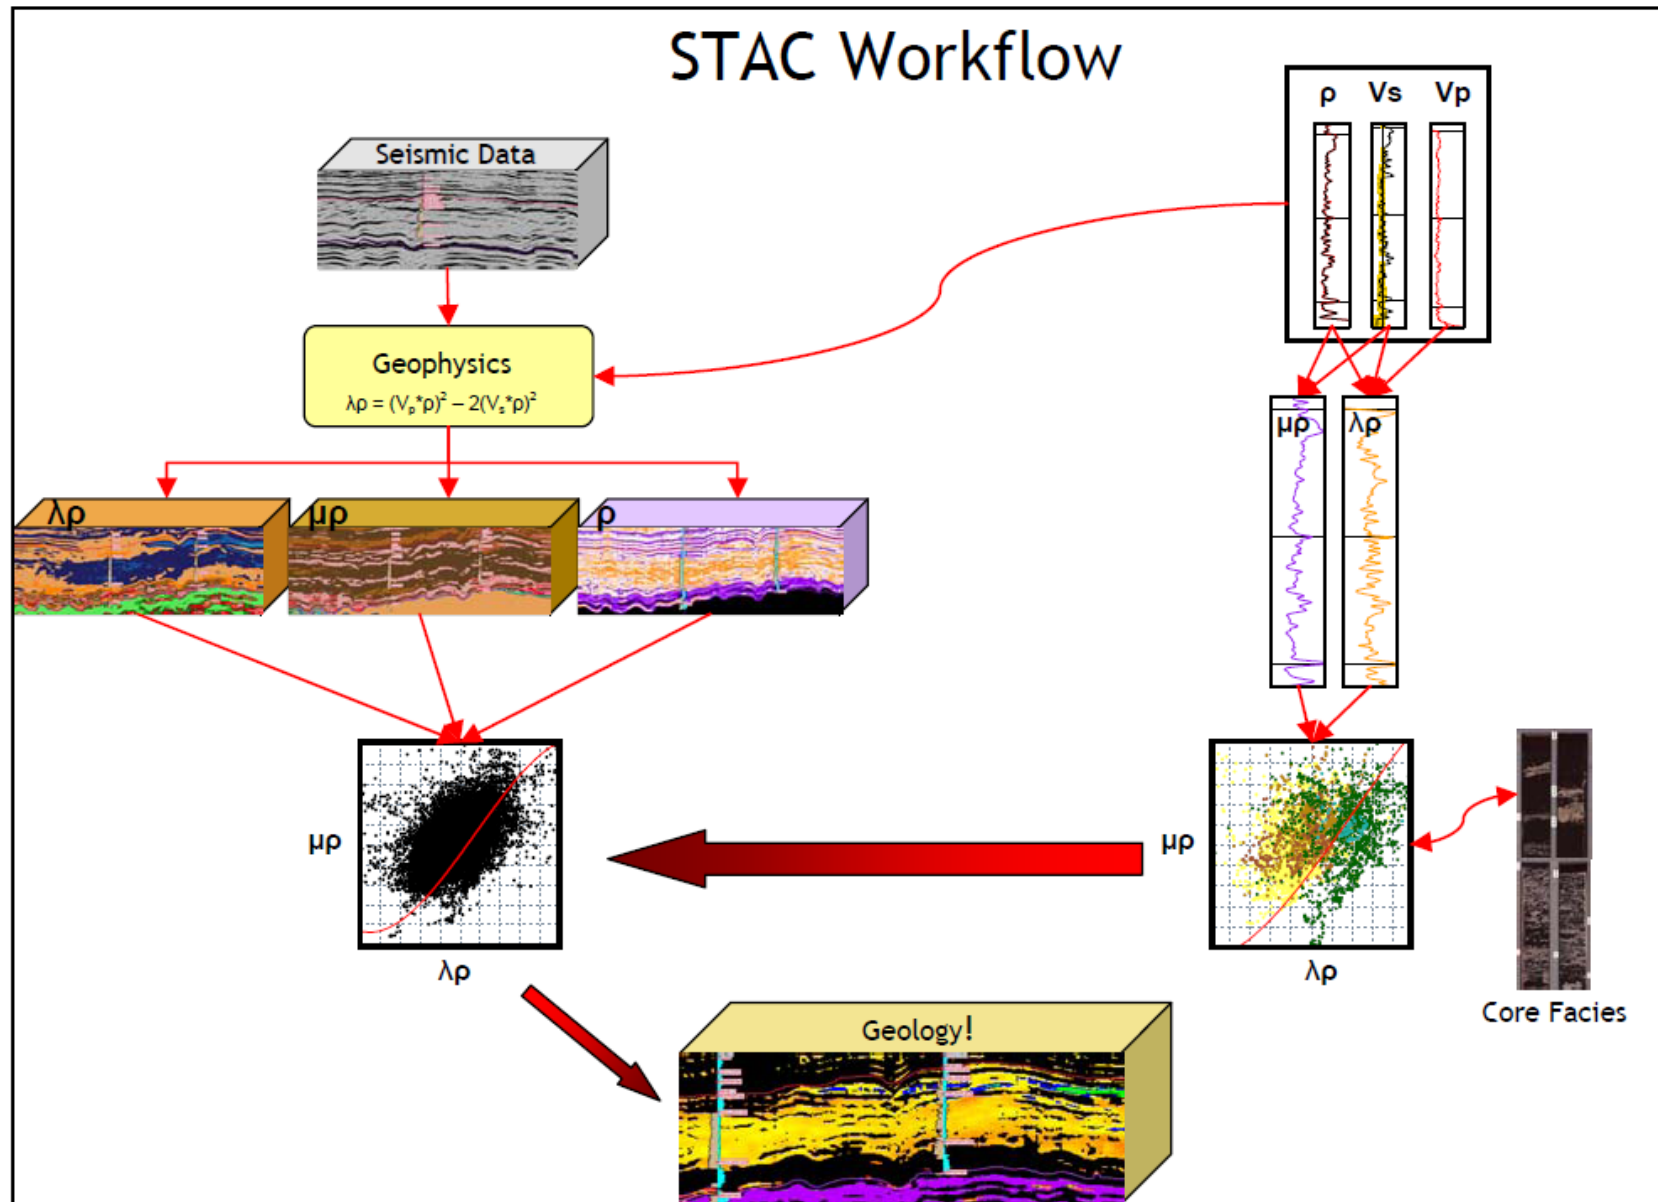 STAC Workflow
ρ Vs Vp
Seismic Data
Geophysics
λρ = (Vₚ*ρ)² – 2(Vₛ*ρ)²
μρ λρ
λρ μρ ρ
μρ
λρ
μρ
λρ
Core Facies
Geology!